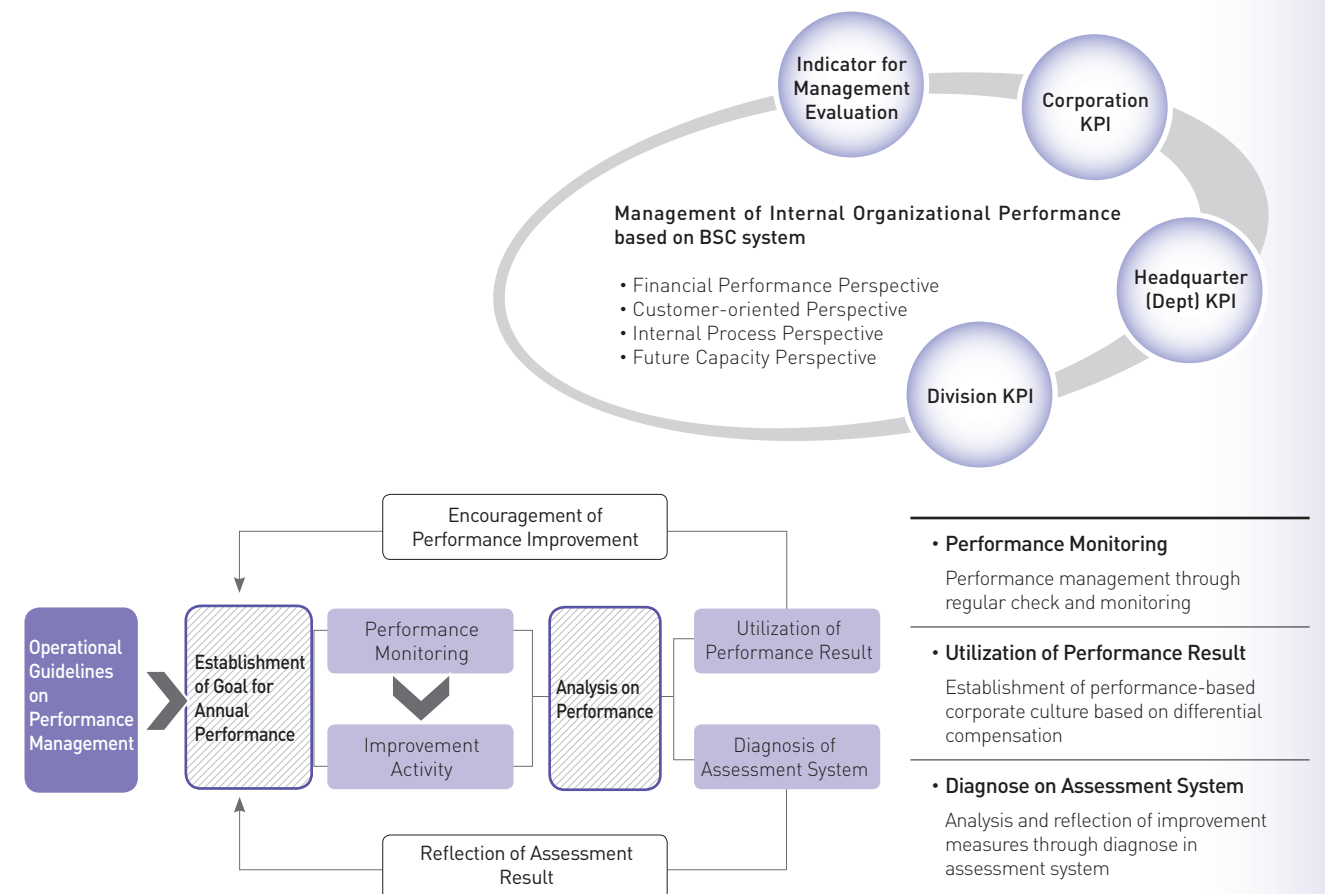 Indicator for
Management
Evaluation
Corporation
KPI
Headquarter
(Dept) KPI
Division KPI
Management of Internal Organizational Performance
based on BSC system
• Financial Performance Perspective
• Customer-oriented Perspective
• Internal Process Perspective
• Future Capacity Perspective
Encouragement of
Performance Improvement
Operational
Guidelines
on
Performance
Management
Establishment
of Goal for
Annual
Performance
Performance
Monitoring
Improvement
Activity
Analysis on
Performance
Utilization of
Performance Result
Diagnosis of
Assessment System
Reflection of Assessment
Result
• Performance Monitoring
Performance management through
regular check and monitoring
• Utilization of Performance Result
Establishment of performance-based
corporate culture based on differential
compensation
• Diagnose on Assessment System
Analysis and reflection of improvement
measures through diagnose in
assessment system